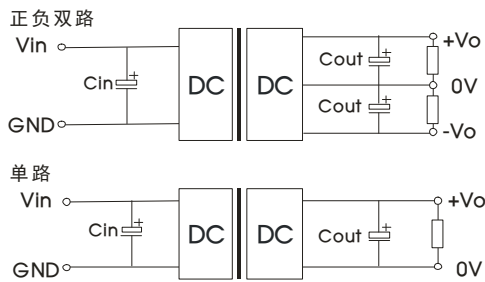 正负双路
Vin +Vo
Cin + DC DC Cout +
0V
Cout +
GND -Vo
单路
Vin +Vo
Cin + DC DC Cout +
GND 0V